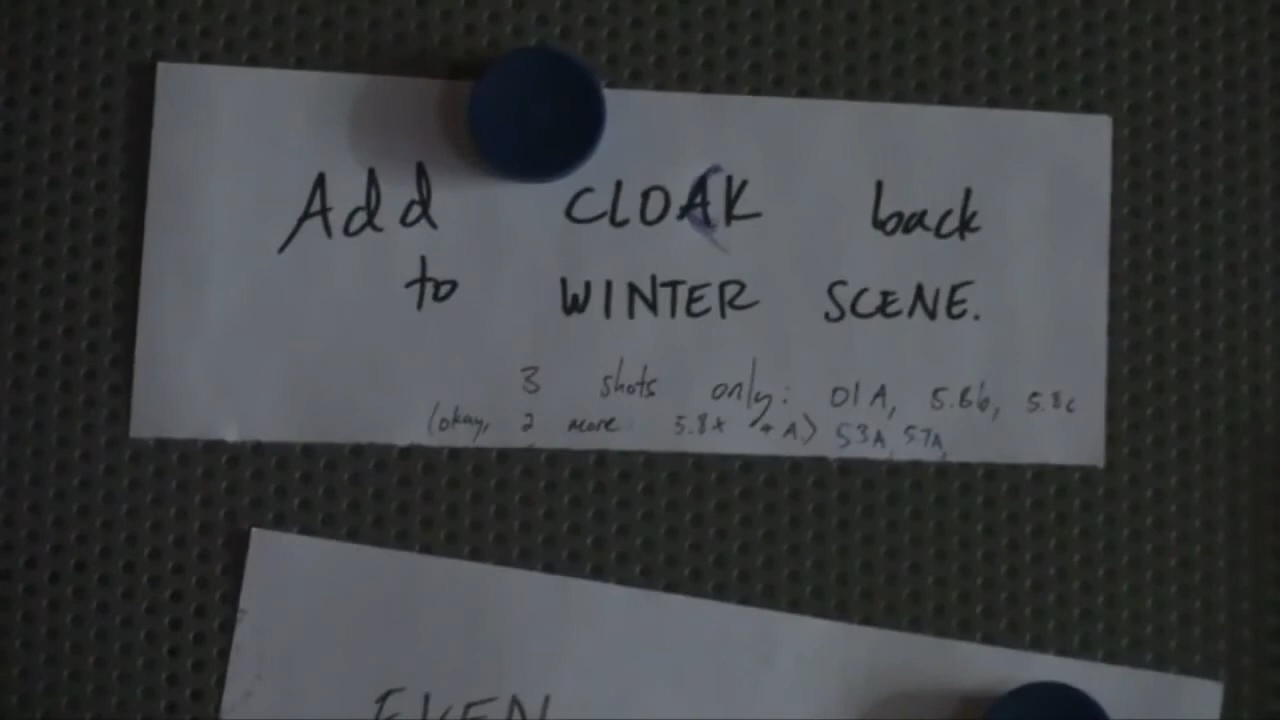 Add CLOAK back
to WINTER SCENE.
3 shots only: 01A, 5.6b, 5.8c
(okay, 2 more 5.8x + A) 53A, 57A,